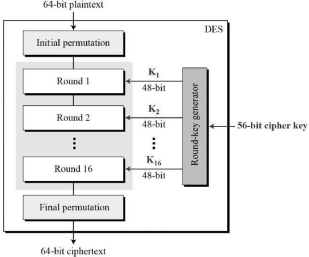 64-bit plaintext
DES
Initial permutation
Round 1
K1
48-bit
Round 2
K2
48-bit
Round 16
K16
48-bit
Round-key generator
56-bit cipher key
Final permutation
64-bit ciphertext